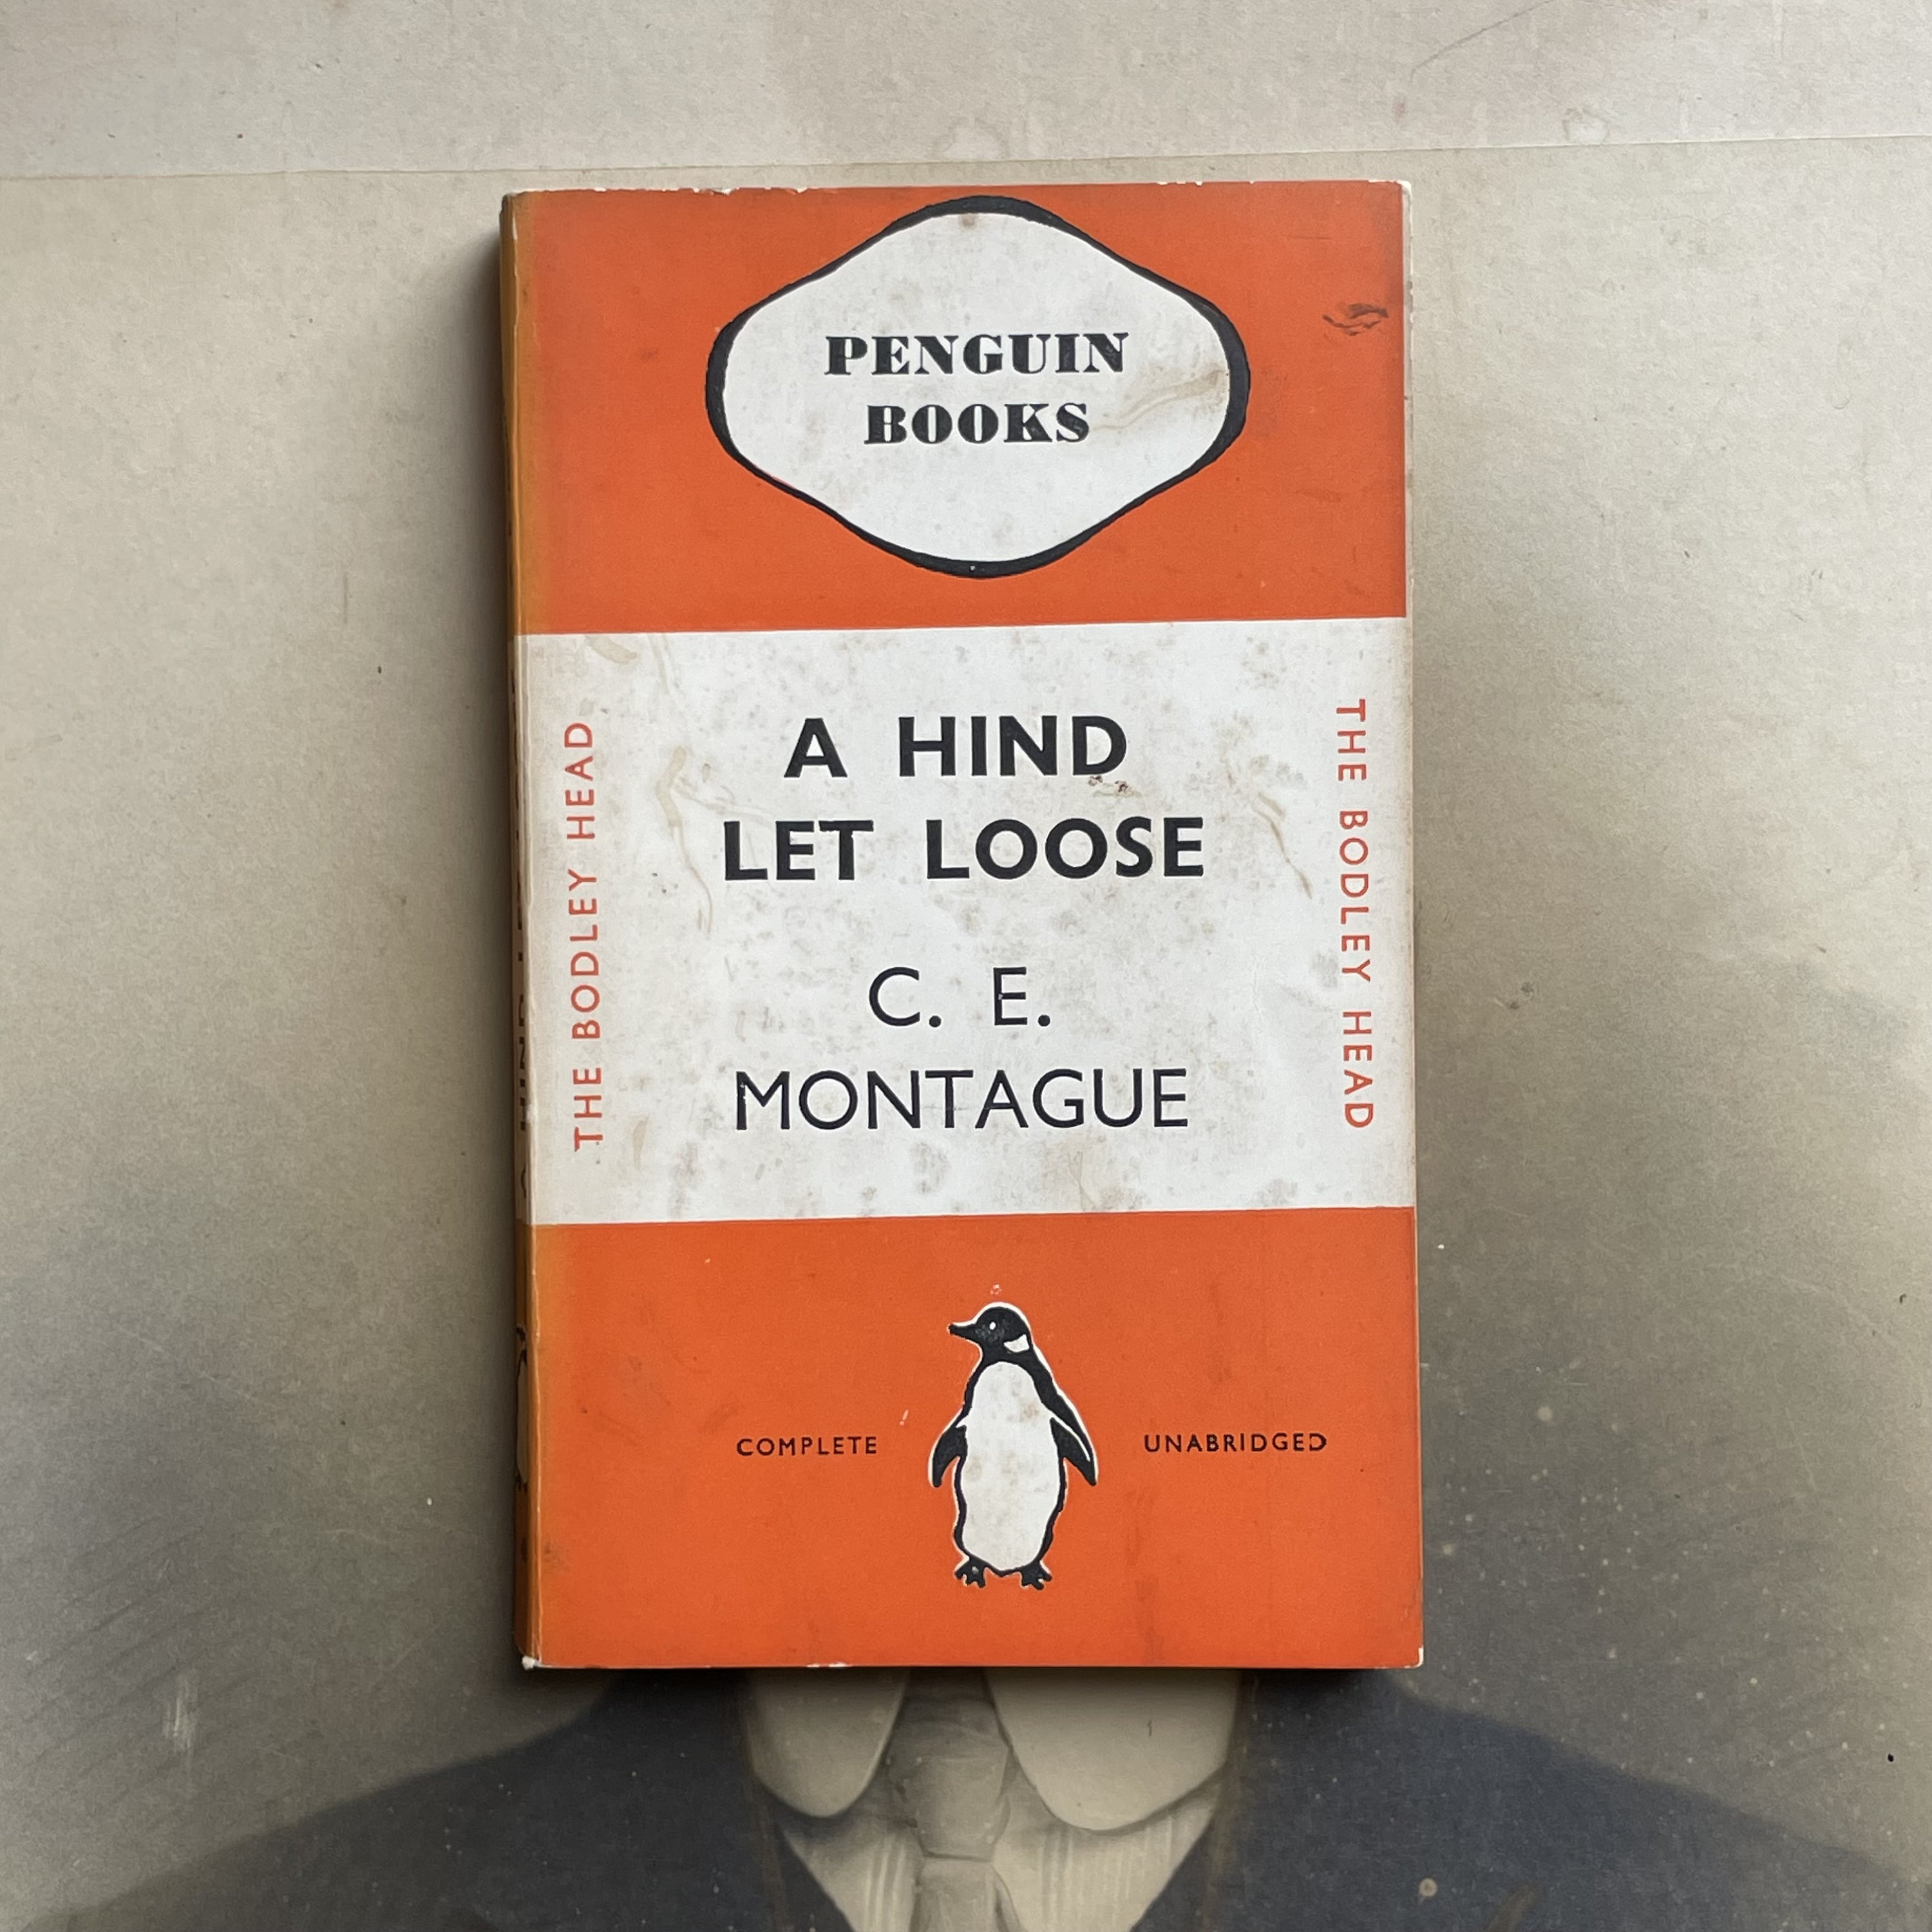 PENGUIN
BOOKS
THE BODLEY HEAD
A HIND
LET LOOSE
C. E.
MONTAGUE
THE BODLEY HEAD
COMPLETE
UNABRIDGED